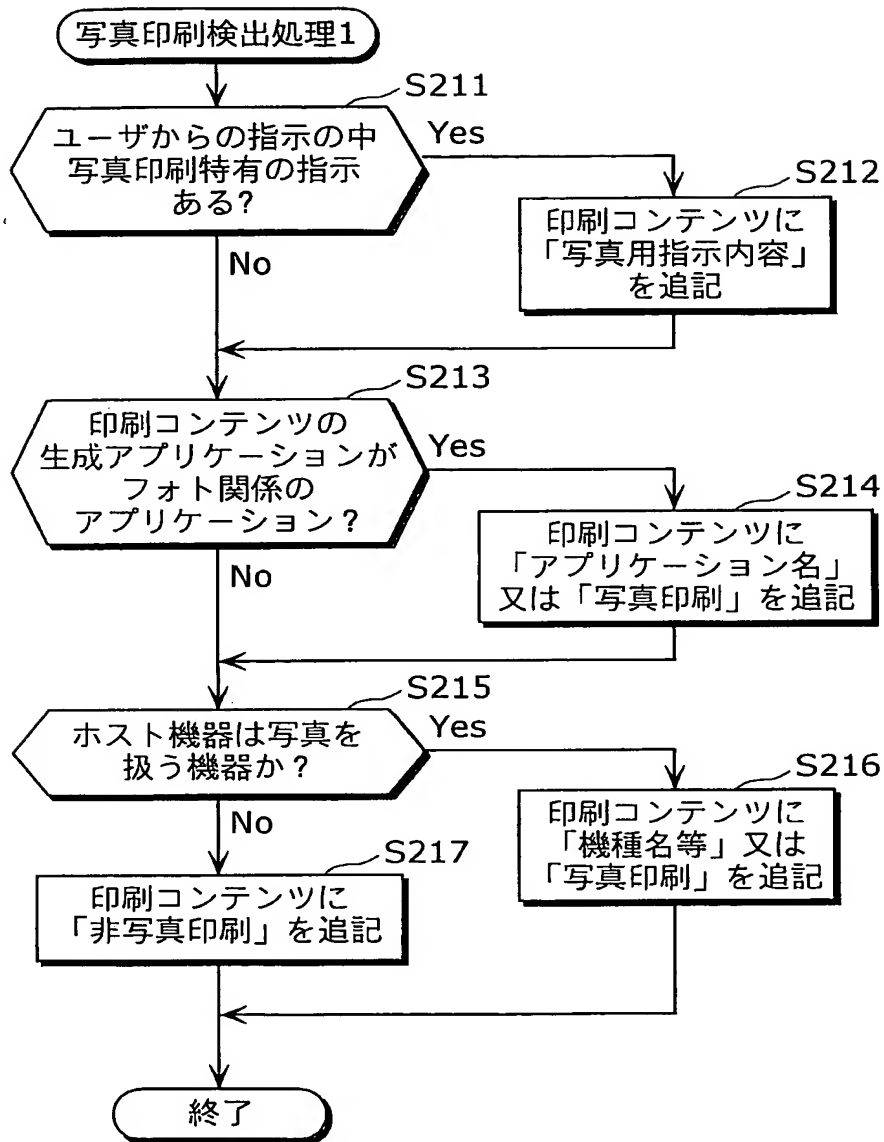 写真印刷検出処理1
S211
ユーザからの指示の中
写真印刷特有の指示
ある?
Yes
S212
印刷コンテンツに
「写真用指示内容」
を追記
No
S213
印刷コンテンツの
生成アプリケーションが
フォト関係の
アプリケーション?
Yes
S214
印刷コンテンツに
「アプリケーション名」
又は「写真印刷」を追記
No
S215
ホスト機器は写真を
扱う機器か?
Yes
S216
印刷コンテンツに
「機種名等」又は
「写真印刷」を追記
No
S217
印刷コンテンツに
「非写真印刷」を追記
終了